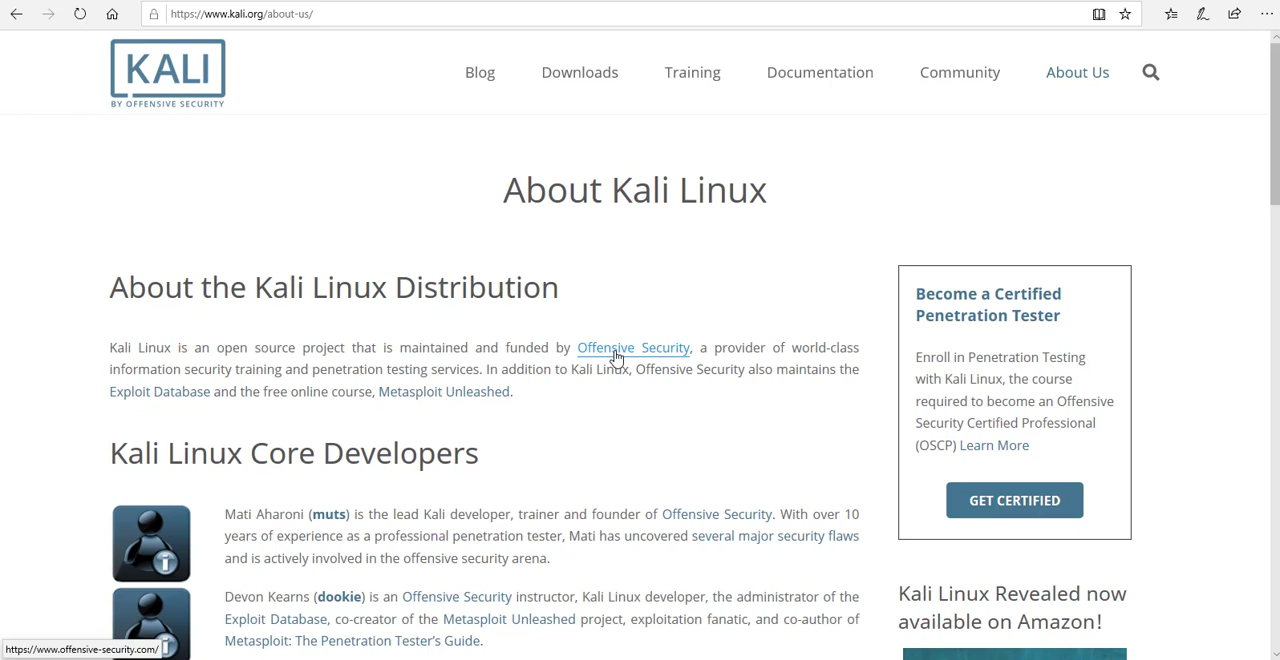 https://www.kali.org/about-us/
KALI
BY OFFENSIVE SECURITY
Blog
Downloads
Training
Documentation
Community
About Us
About Kali Linux
About the Kali Linux Distribution
Kali Linux is an open source project that is maintained and funded by Offensive Security, a provider of world-class
information security training and penetration testing services. In addition to Kali Linux, Offensive Security also maintains the
Exploit Database and the free online course, Metasploit Unleashed.
Kali Linux Core Developers
Mati Aharoni (muts) is the lead Kali developer, trainer and founder of Offensive Security. With over 10
years of experience as a professional penetration tester, Mati has uncovered several major security flaws
and is actively involved in the offensive security arena.
Devon Kearns (dookie) is an Offensive Security instructor, Kali Linux developer, the administrator of the
Exploit Database, co-creator of the Metasploit Unleashed project, exploitation fanatic, and co-author of
Metasploit: The Penetration Tester's Guide.
Become a Certified
Penetration Tester
Enroll in Penetration Testing
with Kali Linux, the course
required to become an Offensive
Security Certified Professional
(OSCP) Learn More
GET CERTIFIED
Kali Linux Revealed now
available on Amazon!
https://www.offensive-security.com/